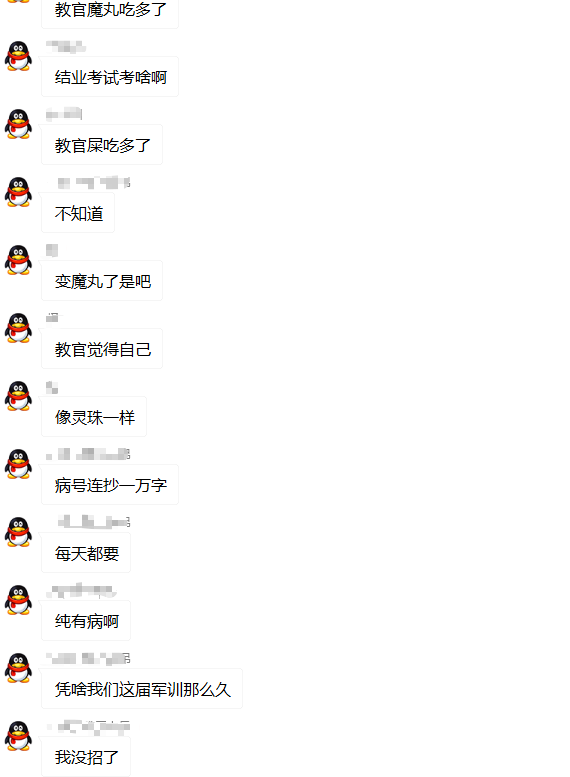 教官魔丸吃多了
结业考试考啥啊
教官屎吃多了
不知道
变魔丸了是吧
教官觉得自己
像灵珠一样
病号连抄一万字
每天都要
纯有病啊
凭啥我们这届军训那么久
我没招了